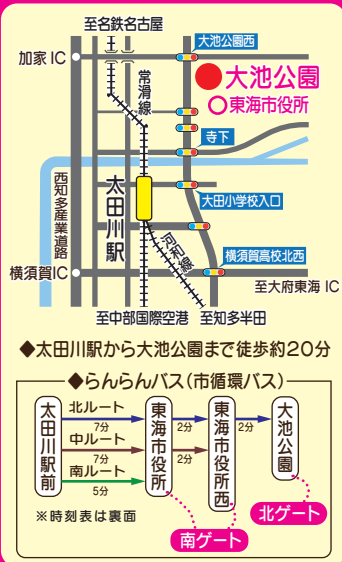 至名鉄名古屋
大池公園西
加家 IC
大池公園
常滑線
東海市役所
寺下
西知多産業道路
太田川駅
大田小学校入口
河和線
横須賀高校北西
横須賀IC
至大府東海 IC
至中部国際空港
至知多半田
◆太田川駅から大池公園まで徒歩約20分
◆らんらんバス(市循環バス)
太田川駅前
北ルート
7分
中ルート
7分
南ルート
5分
東海市役所
2分
2分
東海市役所西
2分
大池公園
※時刻表は裏面
北ゲート
南ゲート